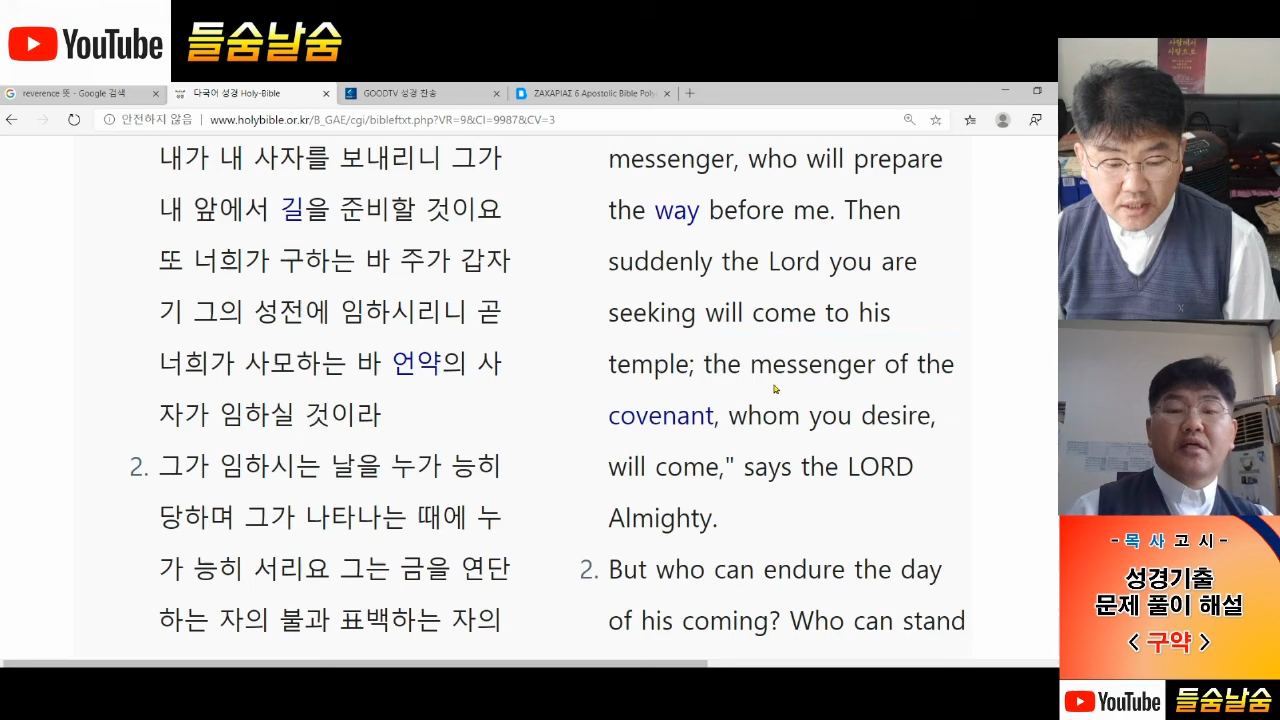 YouTube 들숨날숨
reverence 뜻 - Google 검색
다국어 성경 Holy-Bible
GOODTV 성경 찬송
ΖΑΧΑΡΙΑΣ 6 Apostolic Bible Poly
안전하지 않음 | www.holybible.or.kr/B_GAE/cgi/bibleftxt.php?VR=9&CI=9987&CV=3
내가 내 사자를 보내리니 그가
내 앞에서 길을 준비할 것이요
또 너희가 구하는 바 주가 갑자
기 그의 성전에 임하시리니 곧
너희가 사모하는 바 언약의 사
자가 임하실 것이라
2. 그가 임하시는 날을 누가 능히
당하며 그가 나타나는 때에 누
가 능히 서리요 그는 금을 연단
하는 자의 불과 표백하는 자의
messenger, who will prepare
the way before me. Then
suddenly the Lord you are
seeking will come to his
temple; the messenger of the
covenant, whom you desire,
will come," says the LORD
Almighty.
2. But who can endure the day
of his coming? Who can stand
사랑으로
- 목 사 고 시 -
성경기출
문제 풀이 해설
< 구약 >
YouTube 들숨날숨